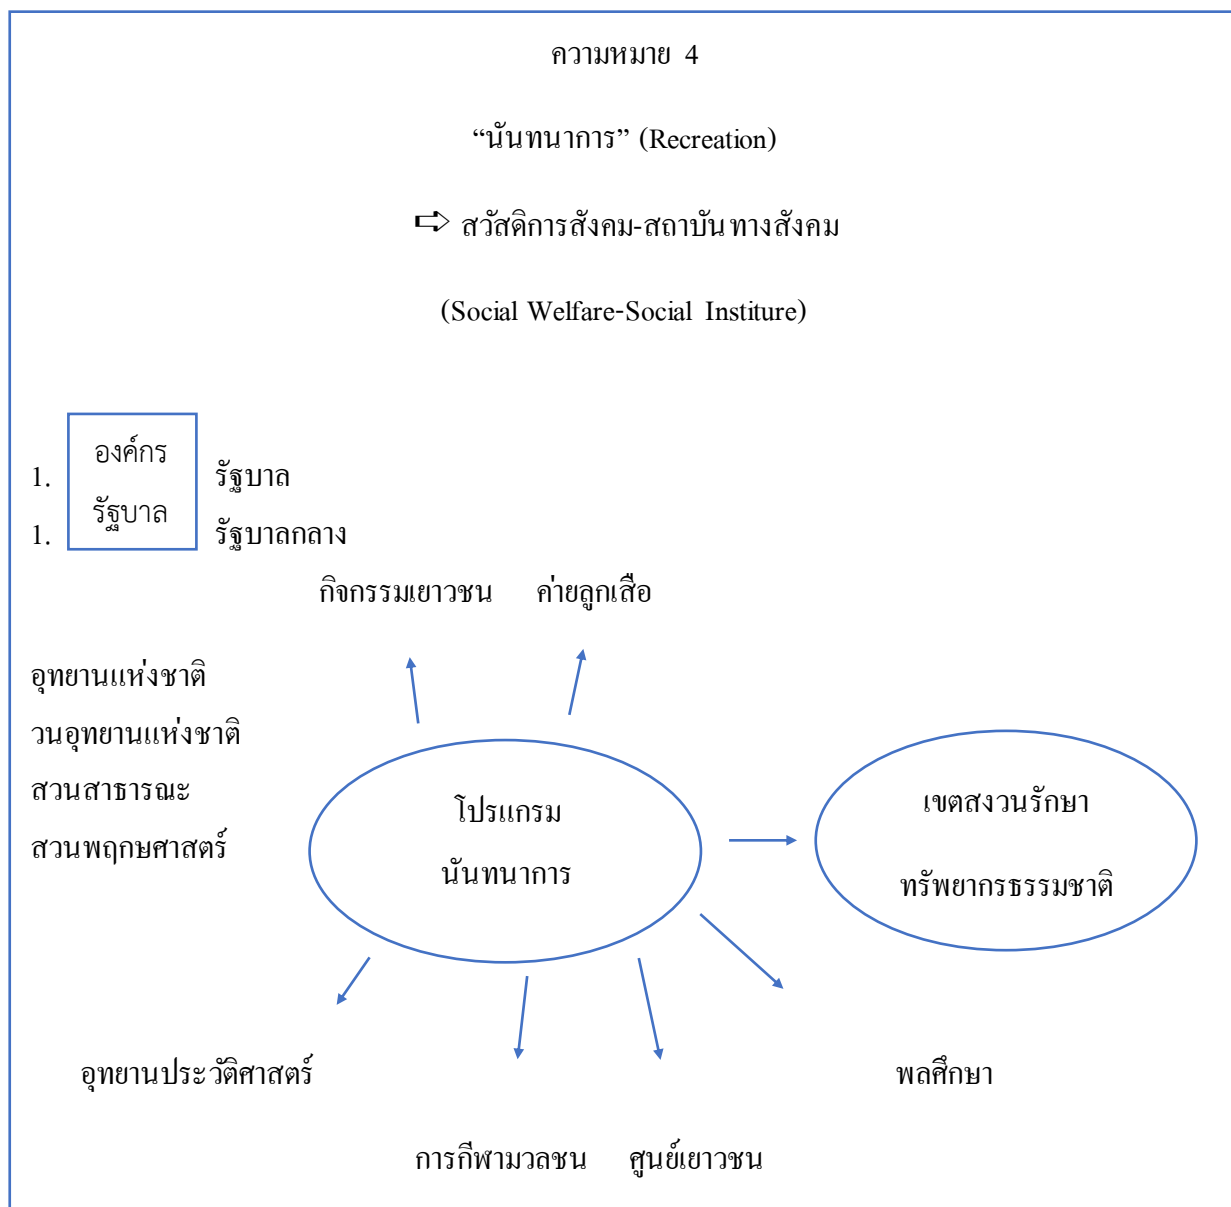 ความหมาย 4
“นันทนาการ” (Recreation)
➪ สวัสดิการสังคม-สถาบันทางสังคม
(Social Welfare-Social Institure)
องค์กร
รัฐบาล
1. รัฐบาล
1. รัฐบาลกลาง
กิจกรรมเยาวชน ค่ายลูกเสือ
อุทยานแห่งชาติ
วนอุทยานแห่งชาติ
สวนสาธารณะ
สวนพฤกษศาสตร์
โปรแกรม
นันทนาการ
เขตสงวนรักษา
ทรัพยากรธรรมชาติ
อุทยานประวัติศาสตร์
พลศึกษา
การกีฬามวลชน ศูนย์เยาวชน